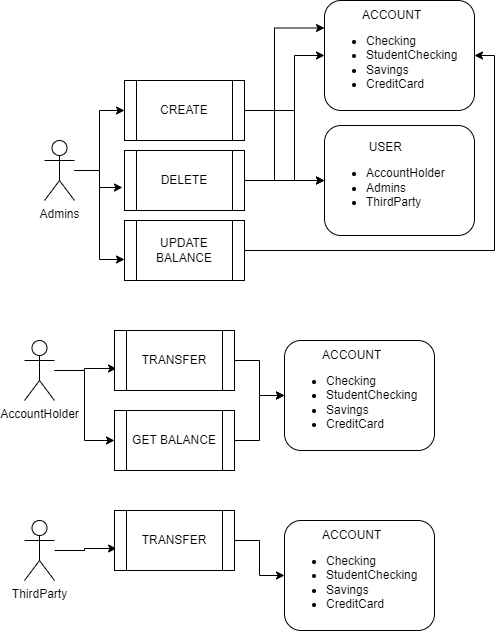 ACCOUNT
Checking
StudentChecking
Savings
CreditCard
CREATE
USER
AccountHolder
Admins
ThirdParty
DELETE
Admins
UPDATE
BALANCE
TRANSFER
ACCOUNT
Checking
StudentChecking
Savings
CreditCard
AccountHolder
GET BALANCE
TRANSFER
ACCOUNT
Checking
StudentChecking
Savings
CreditCard
ThirdParty